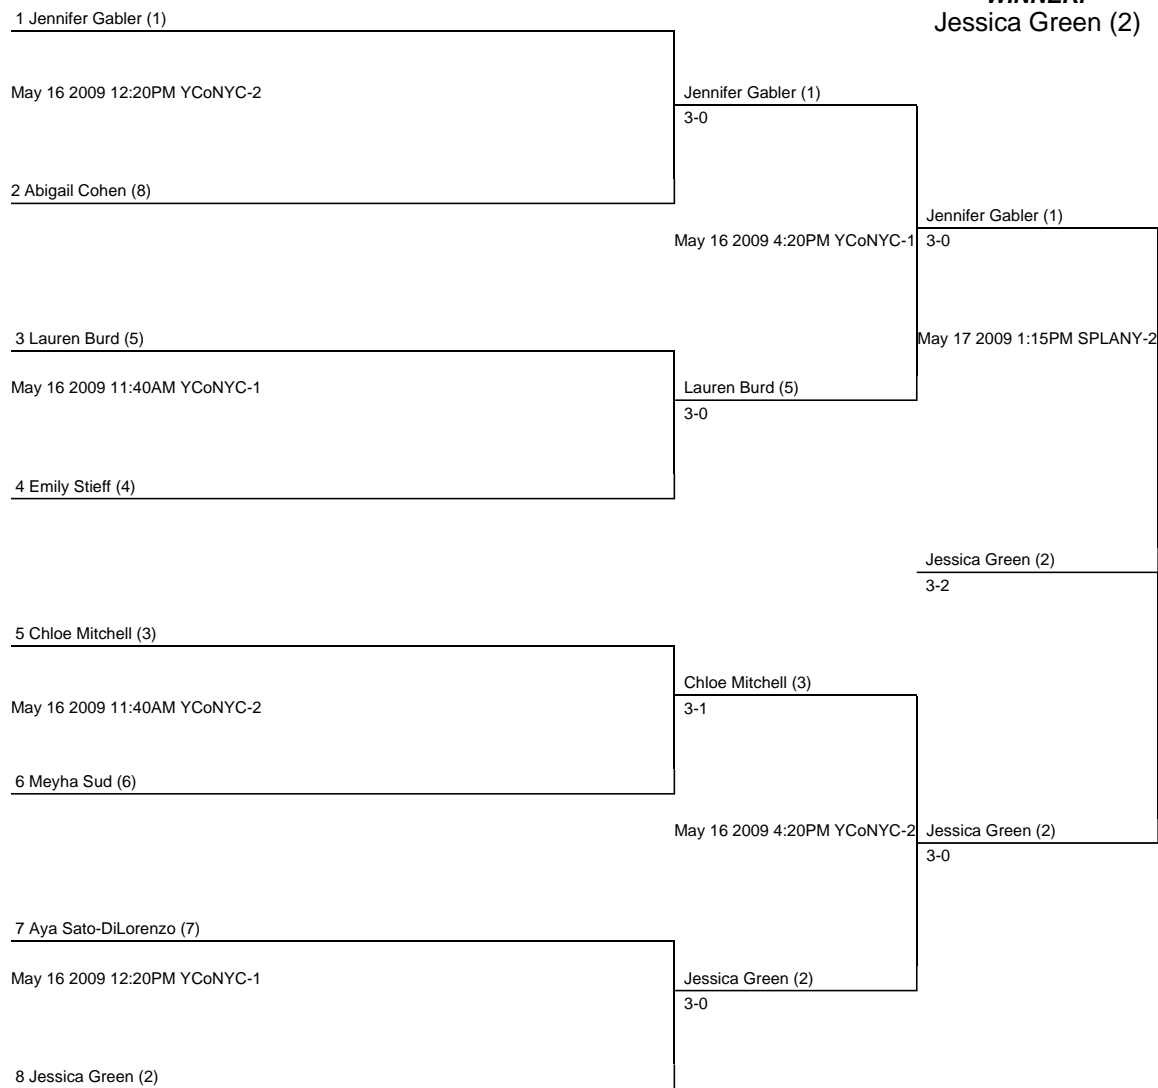 WINNER:
Jessica Green (2)
1 Jennifer Gabler (1)
May 16 2009 12:20PM YCoNYC-2
Jennifer Gabler (1)
3-0
2 Abigail Cohen (8)
Jennifer Gabler (1)
May 16 2009 4:20PM YCoNYC-1
3-0
3 Lauren Burd (5)
May 17 2009 1:15PM SPLANY-2
May 16 2009 11:40AM YCoNYC-1
Lauren Burd (5)
3-0
4 Emily Stieff (4)
Jessica Green (2)
3-2
5 Chloe Mitchell (3)
Chloe Mitchell (3)
May 16 2009 11:40AM YCoNYC-2
3-1
6 Meyha Sud (6)
May 16 2009 4:20PM YCoNYC-2
Jessica Green (2)
3-0
7 Aya Sato-DiLorenzo (7)
May 16 2009 12:20PM YCoNYC-1
Jessica Green (2)
3-0
8 Jessica Green (2)